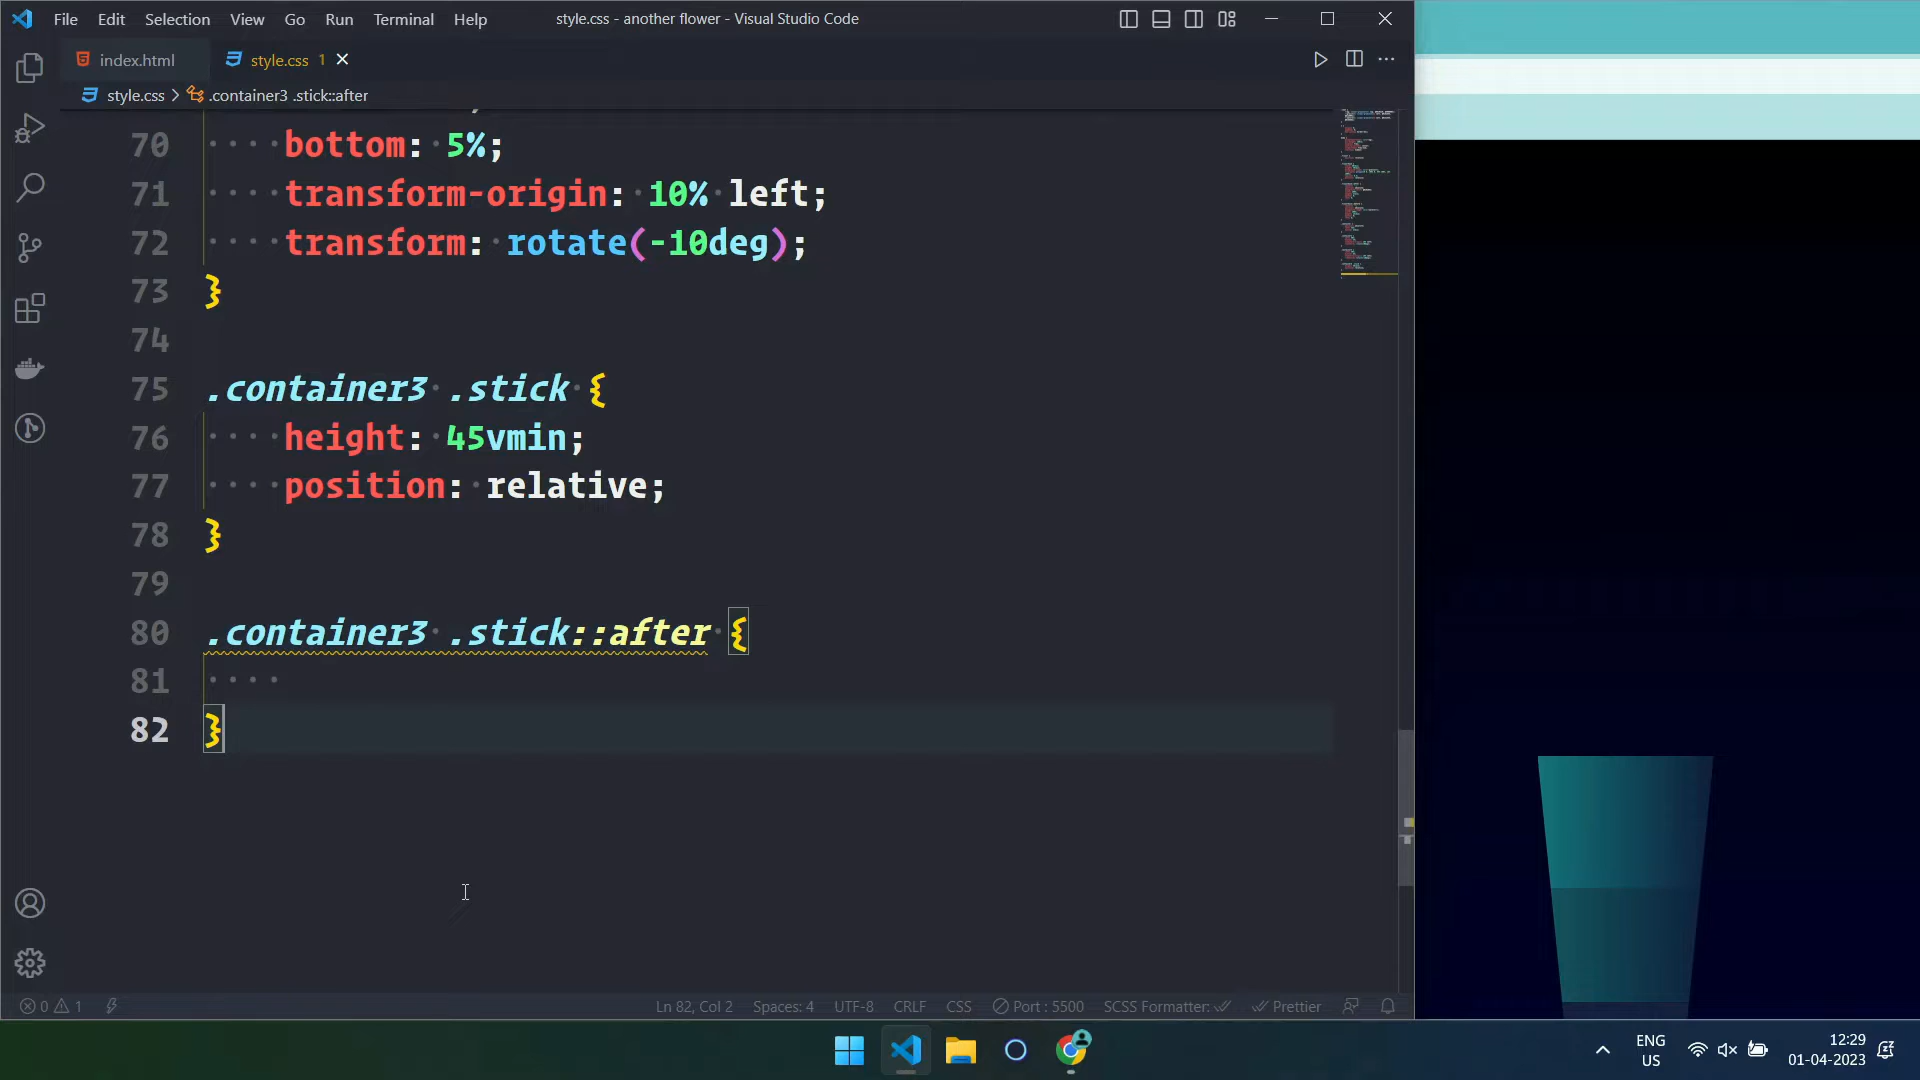 File Edit Selection View Go Run Terminal Help
style.css - another flower - Visual Studio Code
index.html
style.css 1
style.css > .container3 .stick::after
70 bottom: 5%;
71 transform-origin: 10% left;
72 transform: rotate(-10deg);
73 }
74
75 .container3 .stick {
76 height: 45vmin;
77 position: relative;
78 }
79
80 .container3 .stick::after {
81
82 }
0 1
Ln 82, Col 2 Spaces: 4 UTF-8 CRLF CSS Port : 5500 SCSS Formatter: Prettier
ENG
US
12:29
01-04-2023